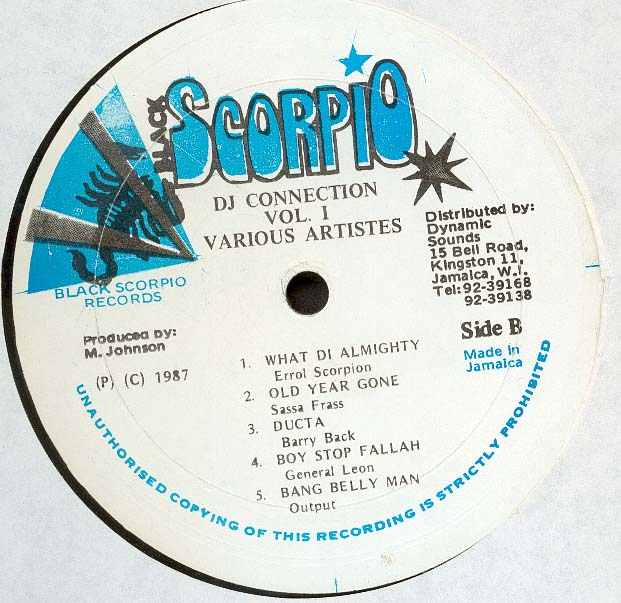 BLACK
SCORPIO
DJ CONNECTION
VOL. I
VARIOUS ARTISTES
BLACK SCORPIO
RECORDS
Distributed by:
Dynamic
Sounds
15 Bell Road,
Kingston 11,
Jamaica, W.I.
Tel:92-39168
92-39138
Produced by:
M. Johnson
(P) (C) 1987
Side B
Made in
Jamaica
1. WHAT DI ALMIGHTY
Errol Scorpion
2. OLD YEAR GONE
Sassa Frass
3. DUCTA
Barry Back
4. BOY STOP FALLAH
General Leon
5. BANG BELLY MAN
Output
UNAUTHORISED COPYING OF THIS RECORDING IS STRICTLY PROHIBITED